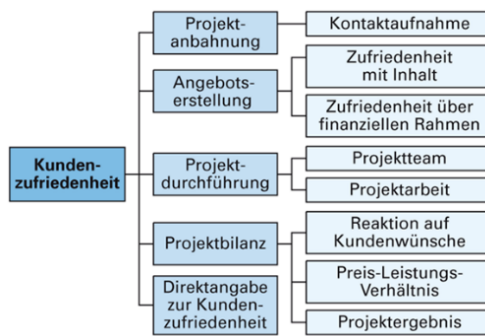 Kunden-
zufriedenheit
Projekt-
anbahnung
Kontaktaufnahme
Angebots-
erstellung
Zufriedenheit
mit Inhalt
Zufriedenheit über
finanziellen Rahmen
Projekt-
durchführung
Projektteam
Projektarbeit
Projektbilanz
Reaktion auf
Kundenwünsche
Preis-Leistungs-
Verhältnis
Projektergebnis
Direktangabe
zur Kunden-
zufriedenheit